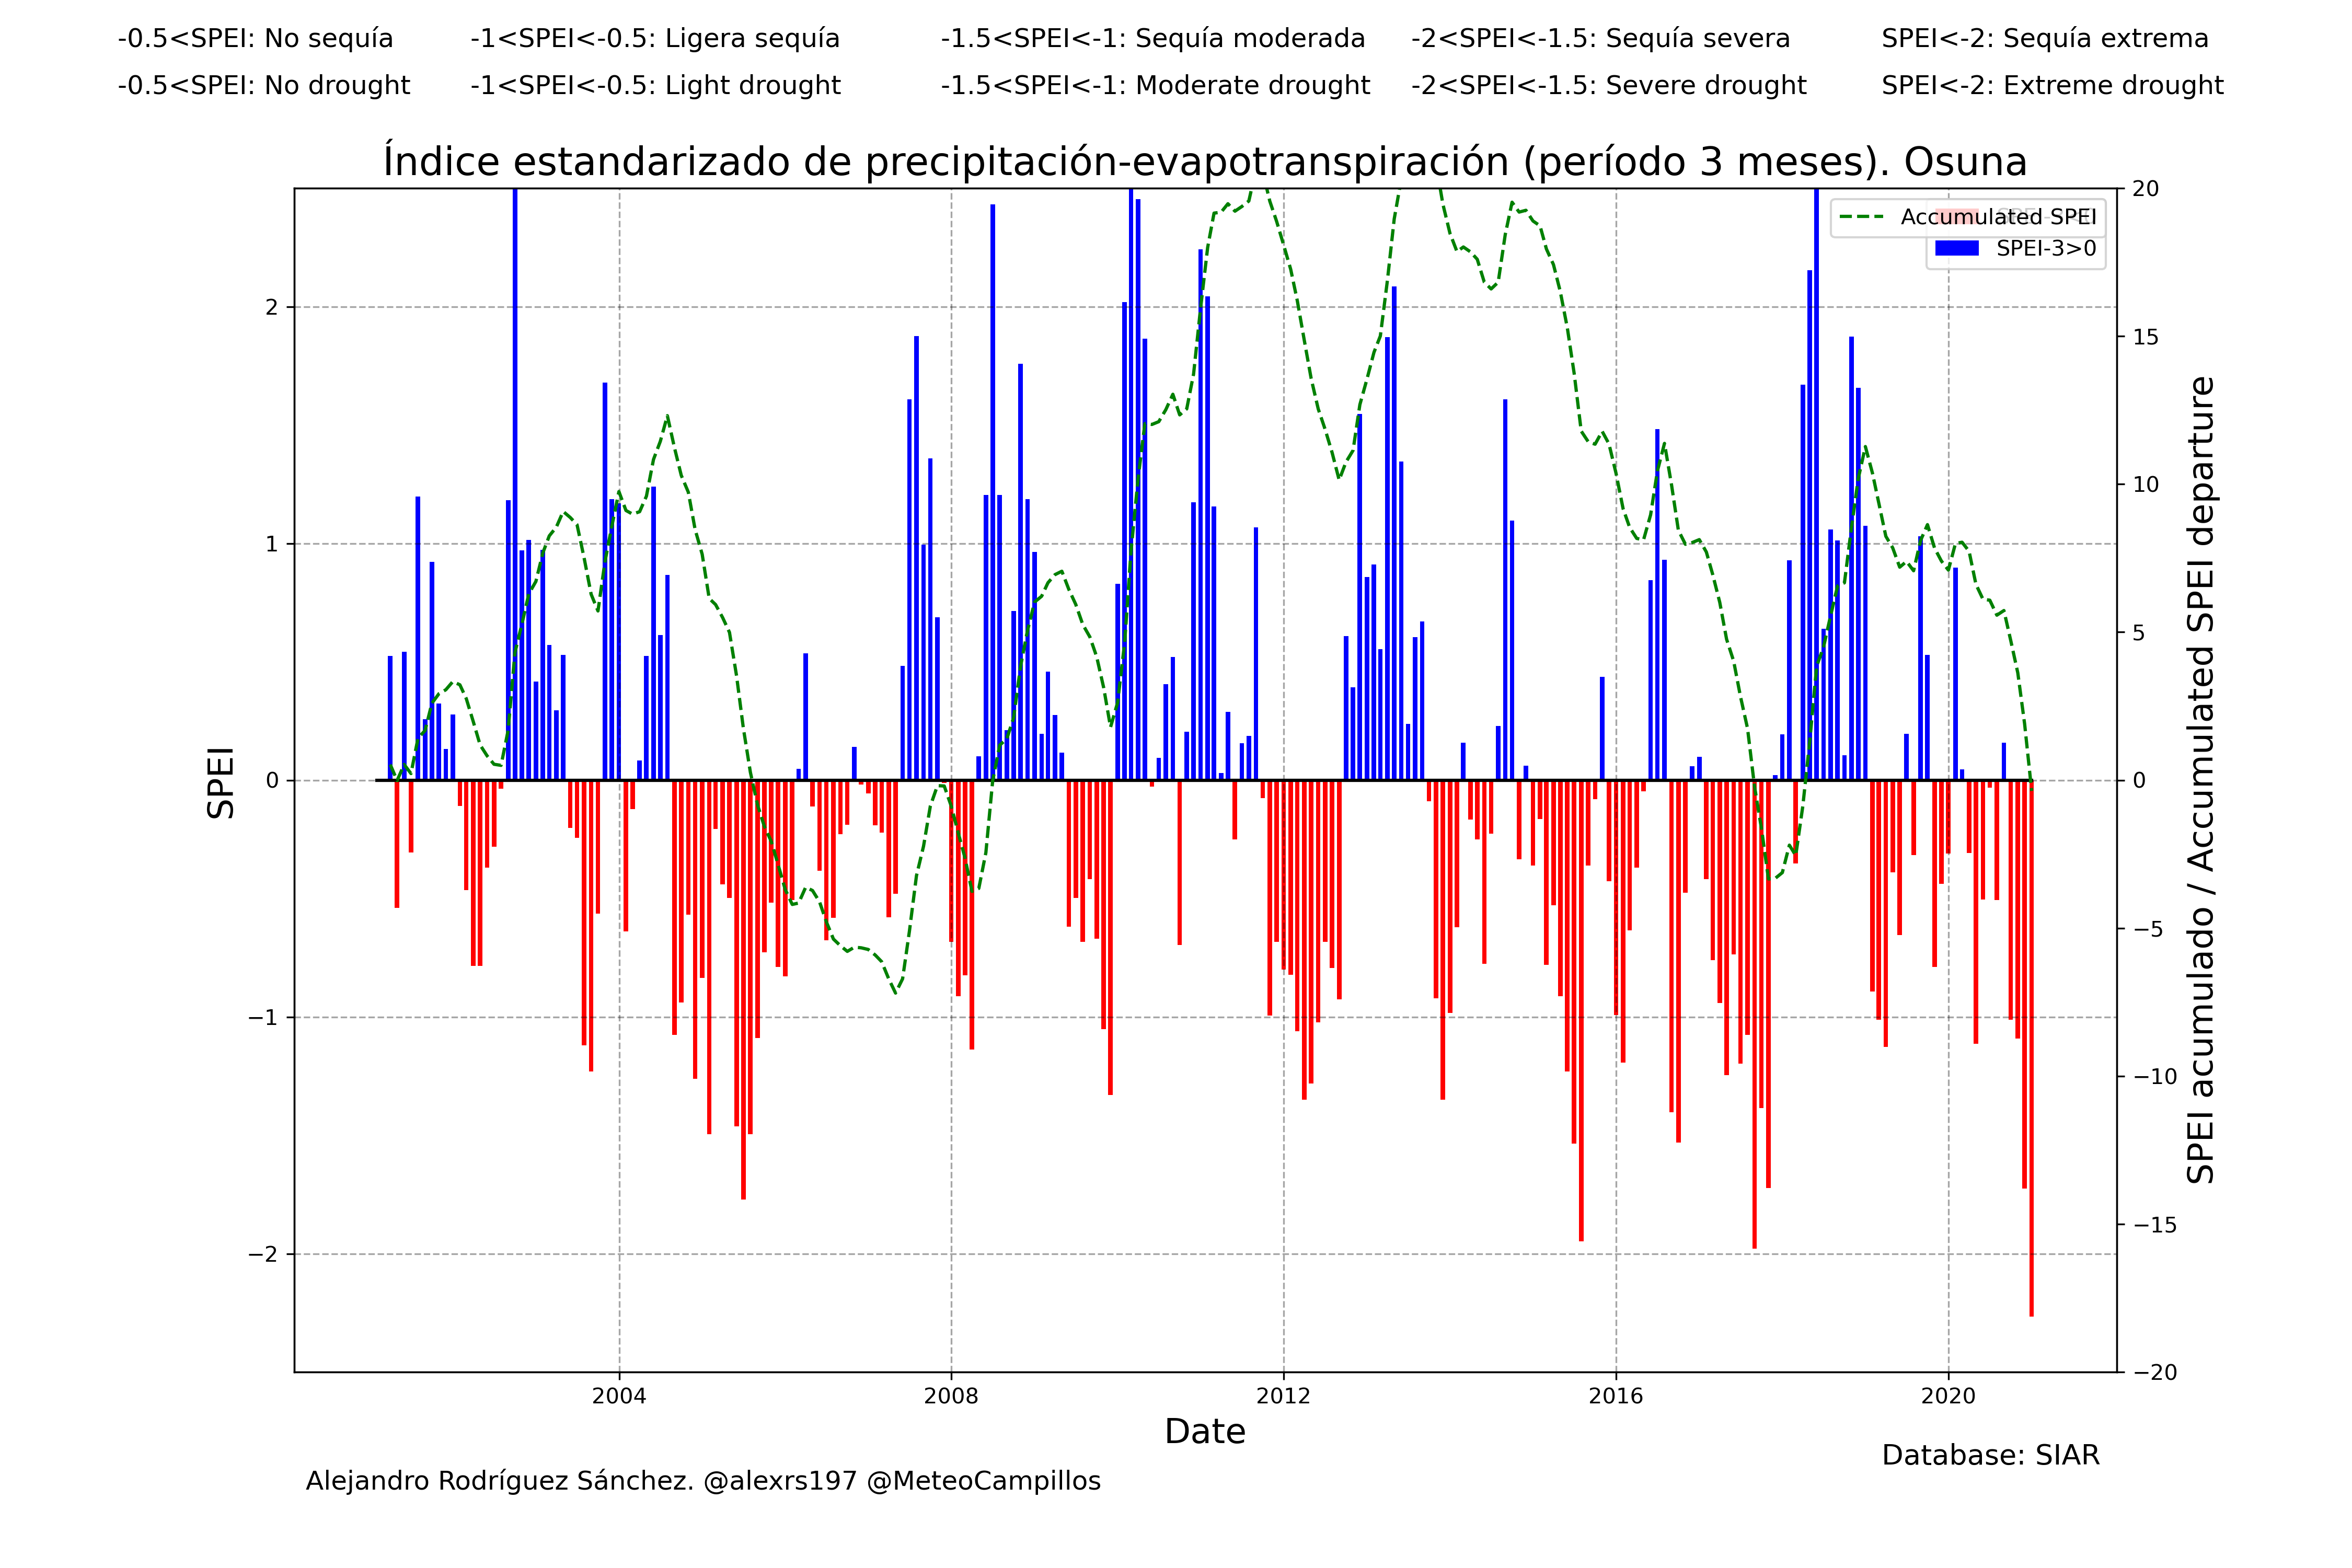 -0.5<SPEI: No sequía -1<SPEI<-0.5: Ligera sequía -1.5<SPEI<-1: Sequía moderada -2<SPEI<-1.5: Sequía severa SPEI<-2: Sequía extrema
-0.5<SPEI: No drought -1<SPEI<-0.5: Light drought -1.5<SPEI<-1: Moderate drought -2<SPEI<-1.5: Severe drought SPEI<-2: Extreme drought
Índice estandarizado de precipitación-evapotranspiración (período 3 meses). Osuna
Accumulated SPEI
SPEI-3>0
2
1
0
−1
−2
SPEI
20
15
10
5
0
−5
−10
−15
−20
SPEI acumulado / Accumulated SPEI departure
2004 2008 2012 2016 2020
Date
Database: SIAR
Alejandro Rodríguez Sánchez. @alexrs197 @MeteoCampillos